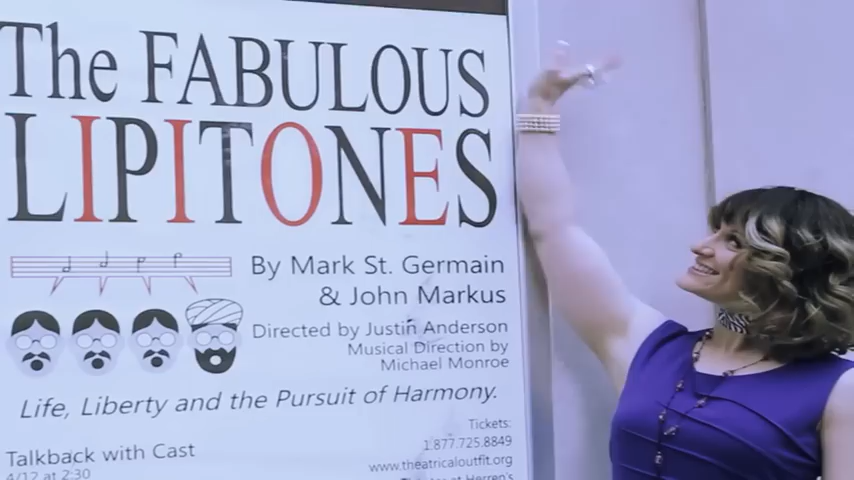 The FABULOUS
LIPITONES
By Mark St. Germain
& John Markus
Directed by Justin Anderson
Musical Direction by
Michael Monroe
Life, Liberty and the Pursuit of Harmony.
Tickets:
1.877.725.8849
Talkback with Cast
www.theatricaloutfit.org
4/12 at 2:30
at Herren's